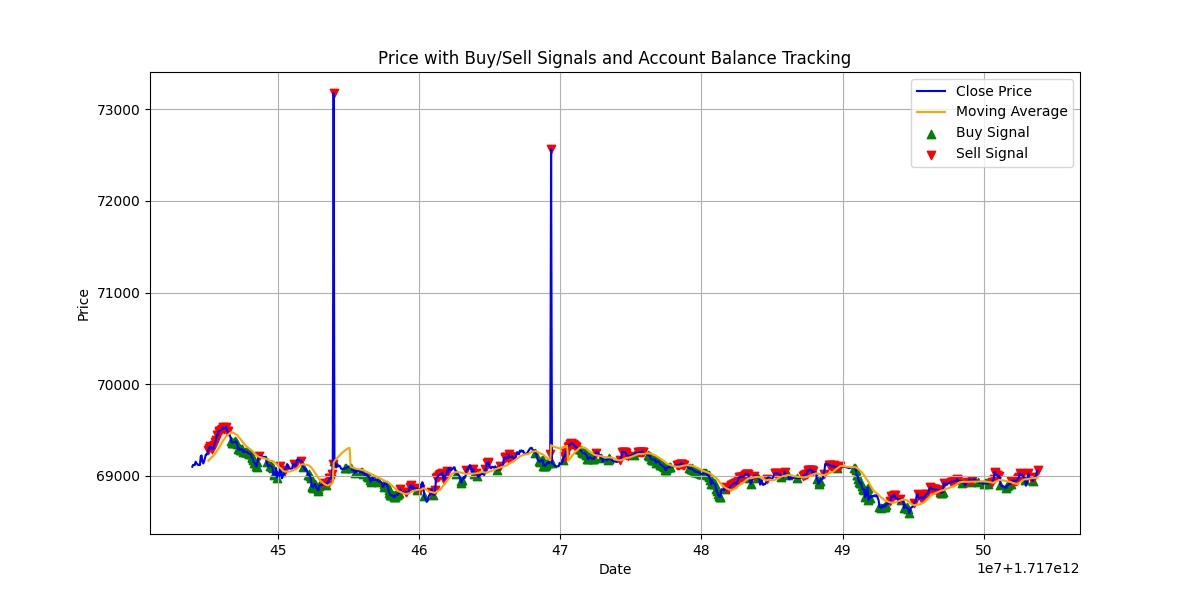 Price with Buy/Sell Signals and Account Balance Tracking
Close Price
Moving Average
Buy Signal
Sell Signal
73000
72000
71000
70000
69000
Price
45 46 47 48 49 50
1e7+1.717e12
Date